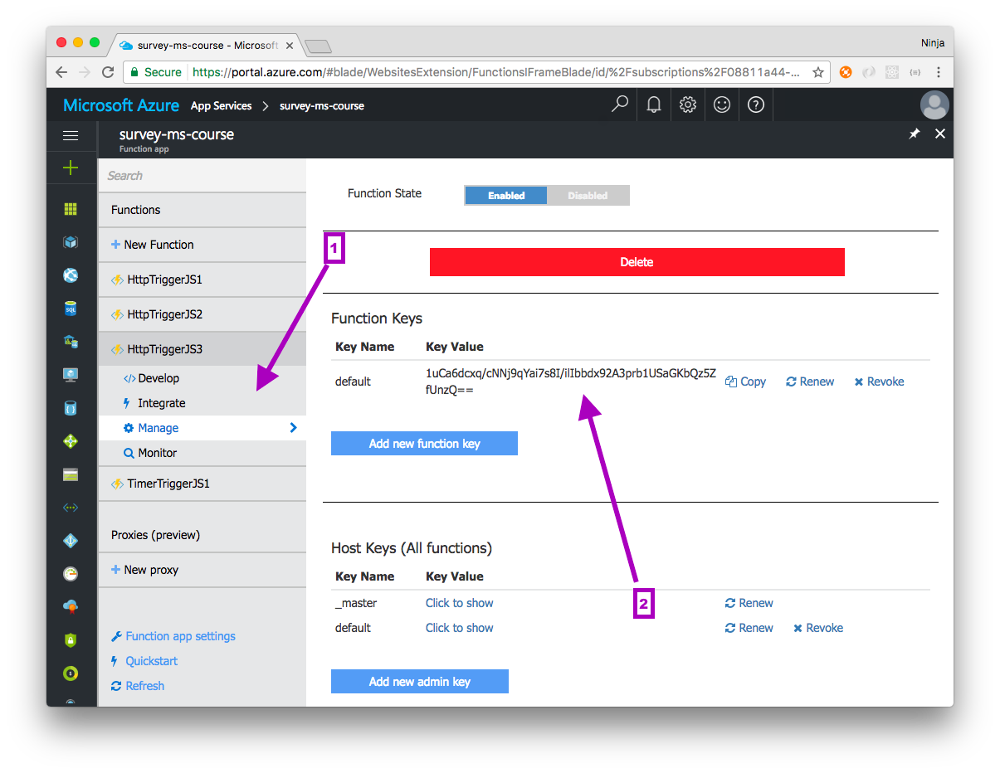 survey-ms-course - Microsoft
Ninja
Secure https://portal.azure.com/#blade/WebsitesExtension/FunctionsIFrameBlade/id/%2Fsubscriptions%2F08811a44-...
Microsoft Azure App Services survey-ms-course
survey-ms-course
Function app
Search
Functions
New Function
HttpTriggerJS1
HttpTriggerJS2
HttpTriggerJS3
Develop
Integrate
Manage
Monitor
TimerTriggerJS1
Proxies (preview)
New proxy
Function app settings
Quickstart
Refresh
Function State Enabled Disabled
1
Delete
Function Keys
Key Name Key Value
default 1uCa6dcxq/cNNj9qYai7s8I/ilIbbdx92A3prb1USaGKbQz5Z
fUnzQ== Copy Renew Revoke
Add new function key
Host Keys (All functions)
Key Name Key Value
_master Click to show Renew
2
default Click to show Renew Revoke
Add new admin key